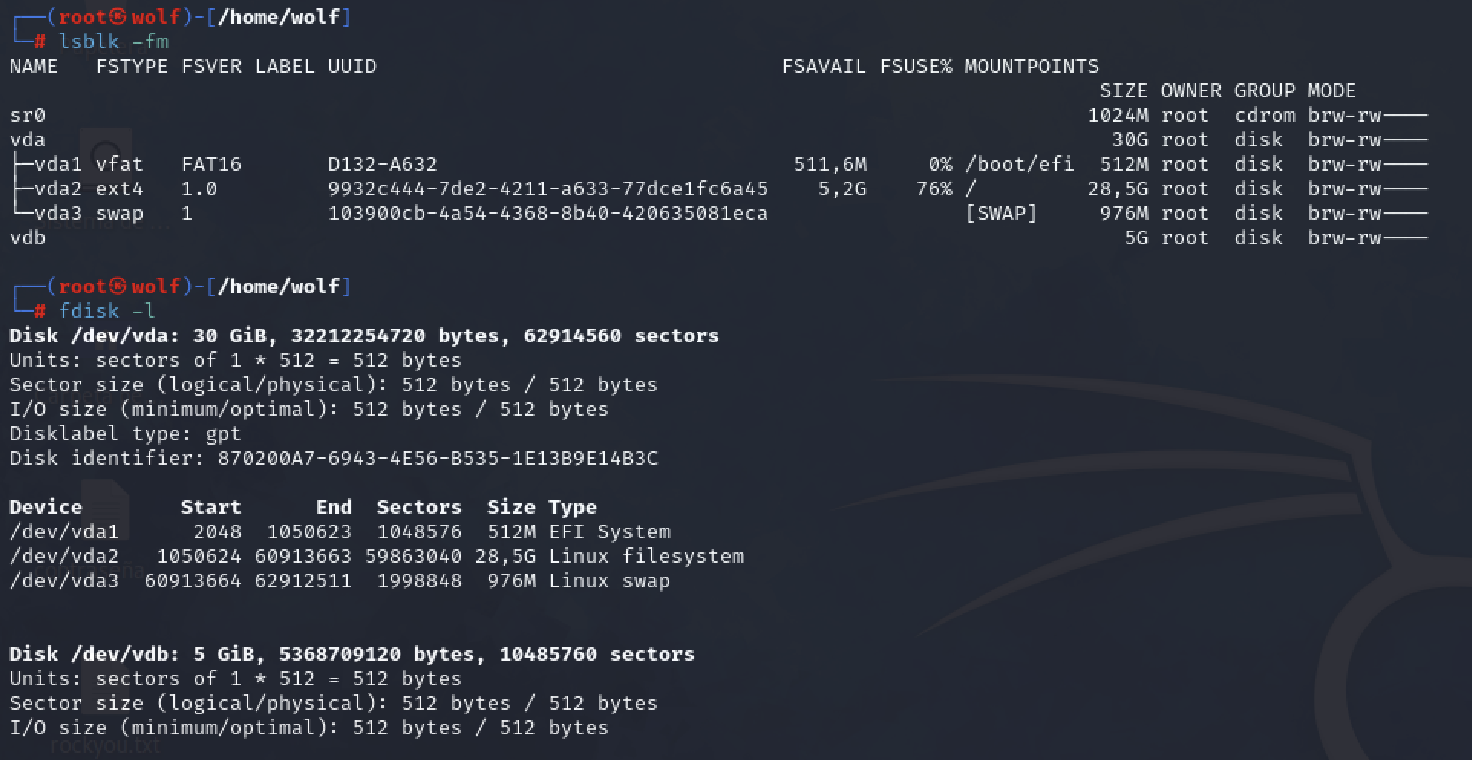 ┌──(root㉿wolf)-[/home/wolf]
└─# lsblk -fm
NAME   FSTYPE FSVER LABEL UUID                                 FSAVAIL FSUSE% MOUNTPOINTS
                                                                                         SIZE OWNER GROUP MODE
sr0                                                                                     1024M root  cdrom brw-rw----
vda                                                                                       30G root  disk  brw-rw----
├─vda1 vfat   FAT16       D132-A632                             511,6M     0% /boot/efi  512M root  disk  brw-rw----
├─vda2 ext4   1.0         9932c444-7de2-4211-a633-77dce1fc6a45    5,2G    76% /         28,5G root  disk  brw-rw----
└─vda3 swap   1           103900cb-4a54-4368-8b40-420635081eca                [SWAP]     976M root  disk  brw-rw----
vdb                                                                                        5G root  disk  brw-rw----
┌──(root㉿wolf)-[/home/wolf]
└─# fdisk -l
Disk /dev/vda: 30 GiB, 32212254720 bytes, 62914560 sectors
Units: sectors of 1 * 512 = 512 bytes
Sector size (logical/physical): 512 bytes / 512 bytes
I/O size (minimum/optimal): 512 bytes / 512 bytes
Disklabel type: gpt
Disk identifier: 870200A7-6943-4E56-B535-1E13B9E14B3C
Device        Start      End  Sectors  Size Type
/dev/vda1      2048  1050623  1048576  512M EFI System
/dev/vda2   1050624 60913663 59863040 28,5G Linux filesystem
/dev/vda3  60913664 62912511  1998848  976M Linux swap
Disk /dev/vdb: 5 GiB, 5368709120 bytes, 10485760 sectors
Units: sectors of 1 * 512 = 512 bytes
Sector size (logical/physical): 512 bytes / 512 bytes
I/O size (minimum/optimal): 512 bytes / 512 bytes
rockyou.txt